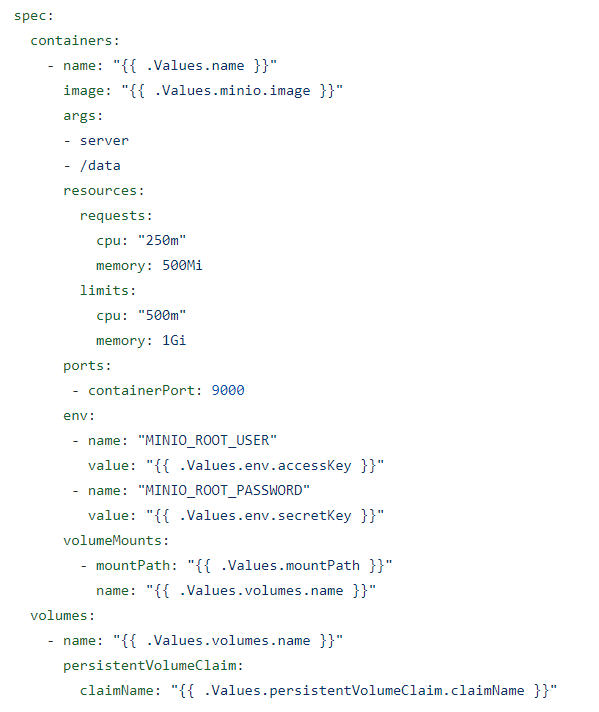 spec:
  containers:
    - name: "{{ .Values.name }}"
      image: "{{ .Values.minio.image }}"
      args:
      - server
      - /data
      resources:
        requests:
          cpu: "250m"
          memory: 500Mi
        limits:
          cpu: "500m"
          memory: 1Gi
      ports:
       - containerPort: 9000
      env:
       - name: "MINIO_ROOT_USER"
         value: "{{ .Values.env.accessKey }}"
       - name: "MINIO_ROOT_PASSWORD"
         value: "{{ .Values.env.secretKey }}"
      volumeMounts:
        - mountPath: "{{ .Values.mountPath }}"
          name: "{{ .Values.volumes.name }}"
  volumes:
    - name: "{{ .Values.volumes.name }}"
      persistentVolumeClaim:
        claimName: "{{ .Values.persistentVolumeClaim.claimName }}"